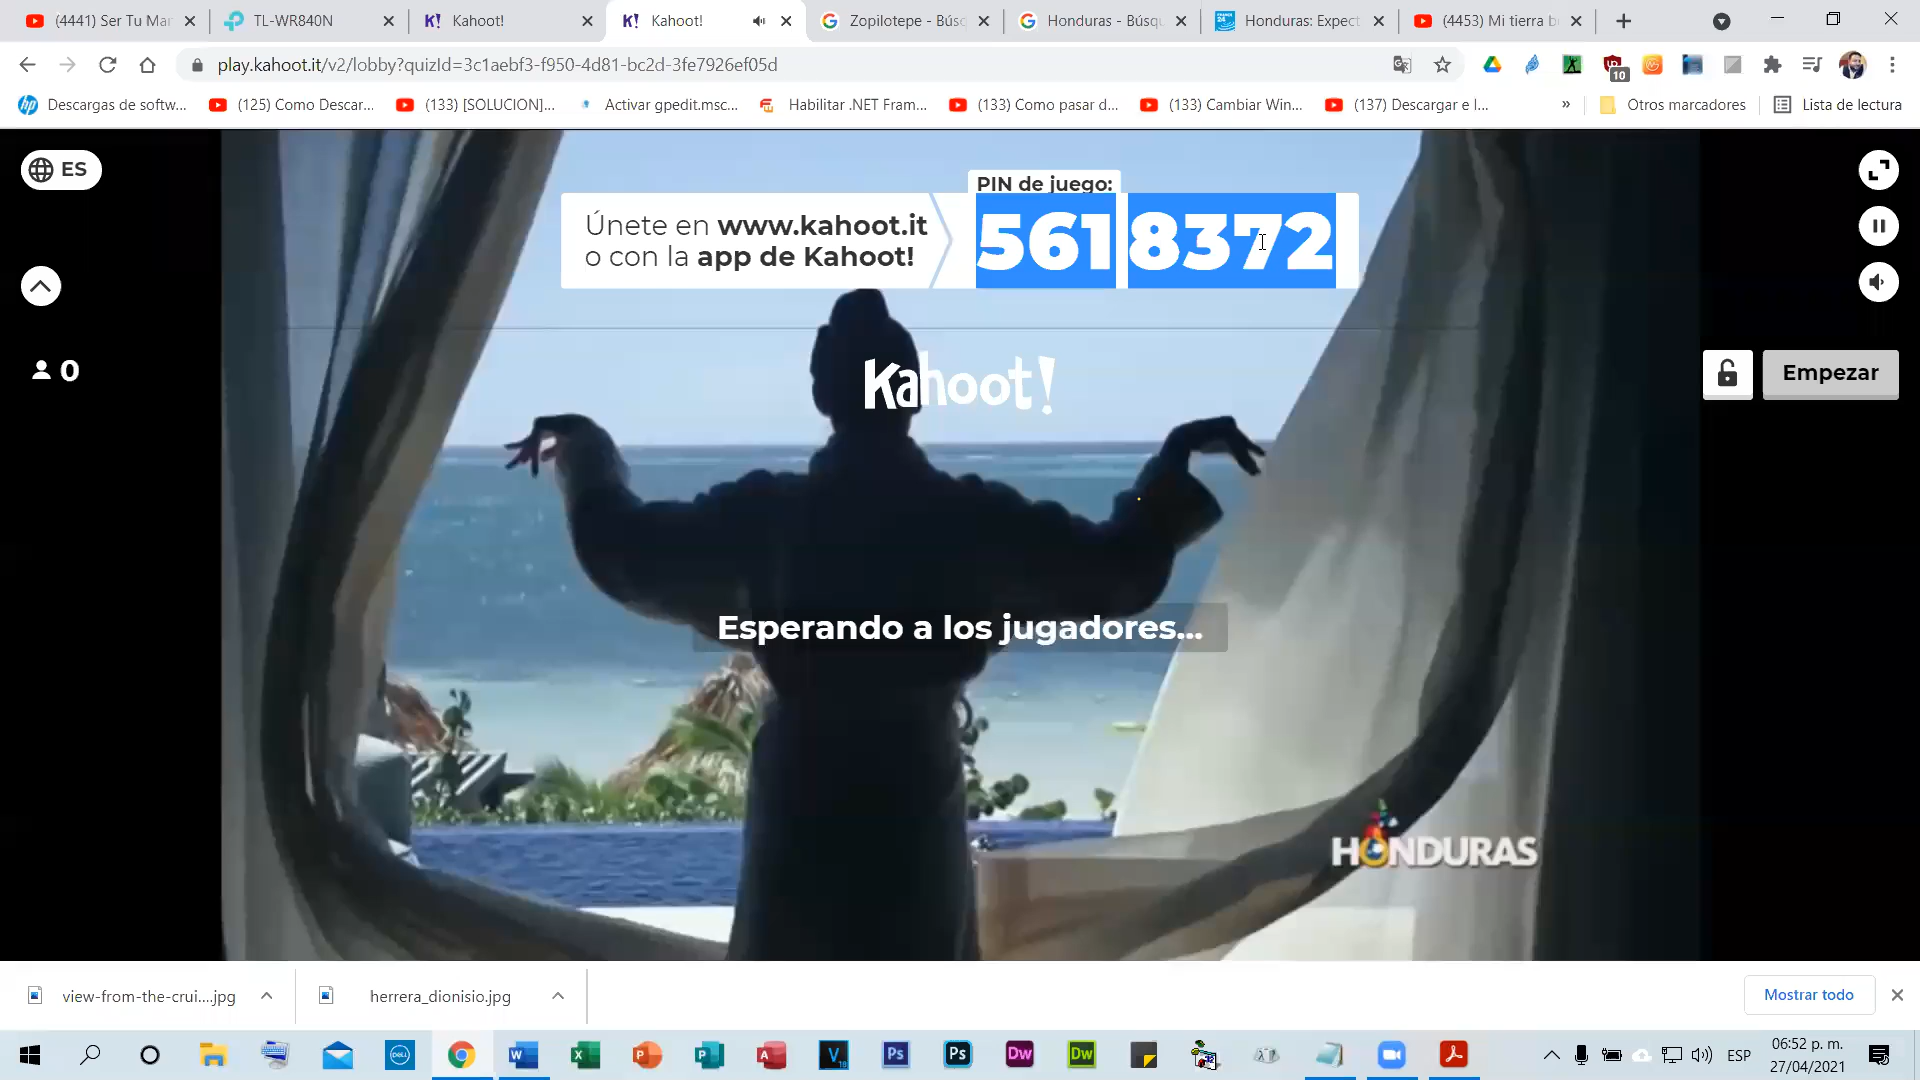 (4441) Ser Tu Mar
TL-WR840N
Kahoot!
Kahoot!
Zopilotepe - Búsq
Honduras - Búsqu
Honduras: Expect
(4453) Mi tierra b
play.kahoot.it/v2/lobby?quizId=3c1aebf3-f950-4d81-bc2d-3fe7926ef05d
10
Descargas de softw...
(125) Como Descar...
(133) [SOLUCION]...
Activar gpedit.msc...
Habilitar .NET Fram...
(133) Como pasar d...
(133) Cambiar Win...
(137) Descargar e I...
»
Otros marcadores
Lista de lectura
ES
PIN de juego:
Únete en www.kahoot.it
o con la app de Kahoot!
561 8372
0
Kahoot!
Empezar
Esperando a los jugadores...
HONDURAS
view-from-the-crui....jpg
herrera_dionisio.jpg
Mostrar todo
ESP
06:52 p. m.
27/04/2021